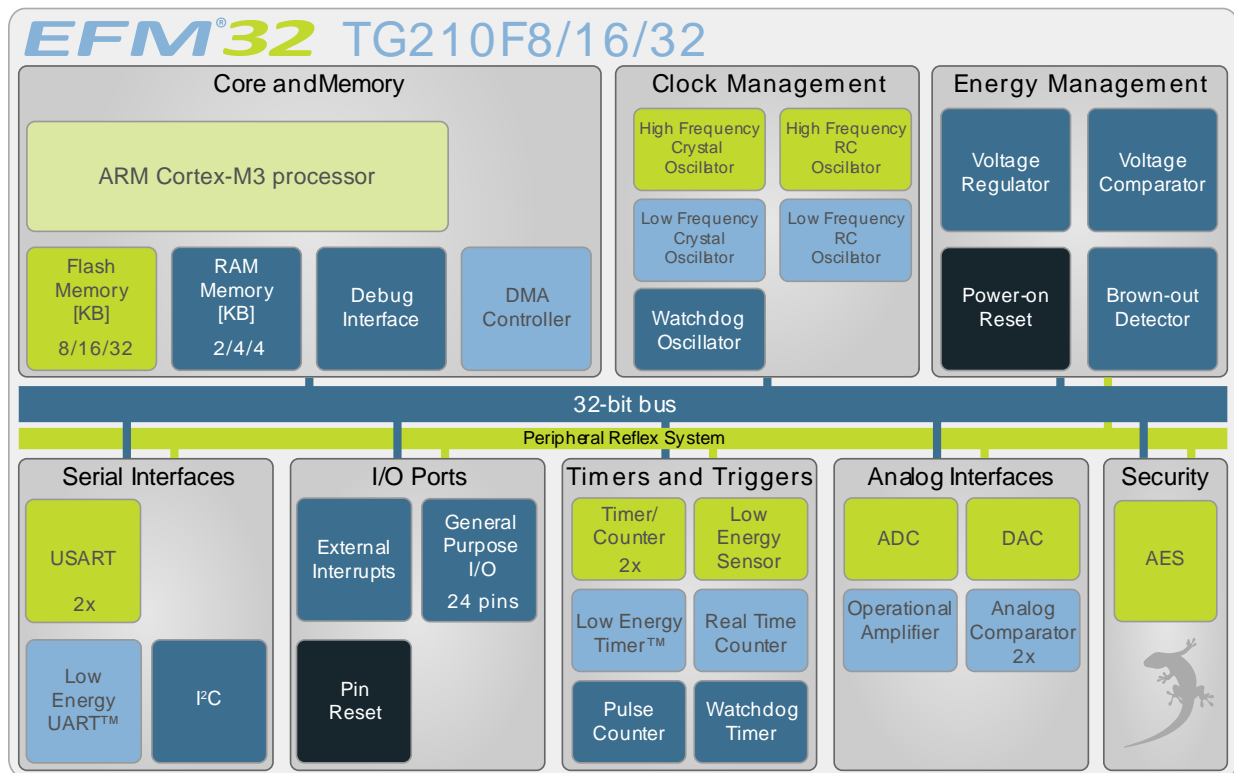 EFM®32 TG210F8/16/32
Core and Memory
ARM Cortex-M3 processor
Flash
Memory
[KB]
8/16/32
RAM
Memory
[KB]
2/4/4
Debug
Interface
DMA
Controller
Clock Management
High Frequency
Crystal
Oscillator
High Frequency
RC
Oscillator
Low Frequency
Crystal
Oscillator
Low Frequency
RC
Oscillator
Watchdog
Oscillator
Energy Management
Voltage
Regulator
Voltage
Comparator
Power-on
Reset
Brown-out
Detector
32-bit bus
Peripheral Reflex System
Serial Interfaces
USART
2x
Low
Energy
UART™
I²C
I/O Ports
External
Interrupts
General
Purpose
I/O
24 pins
Pin
Reset
Timers and Triggers
Timer/
Counter
2x
Low
Energy
Sensor
Low Energy
Timer™
Real Time
Counter
Pulse
Counter
Watchdog
Timer
Analog Interfaces
ADC
DAC
Operational
Amplifier
Analog
Comparator
2x
Security
AES